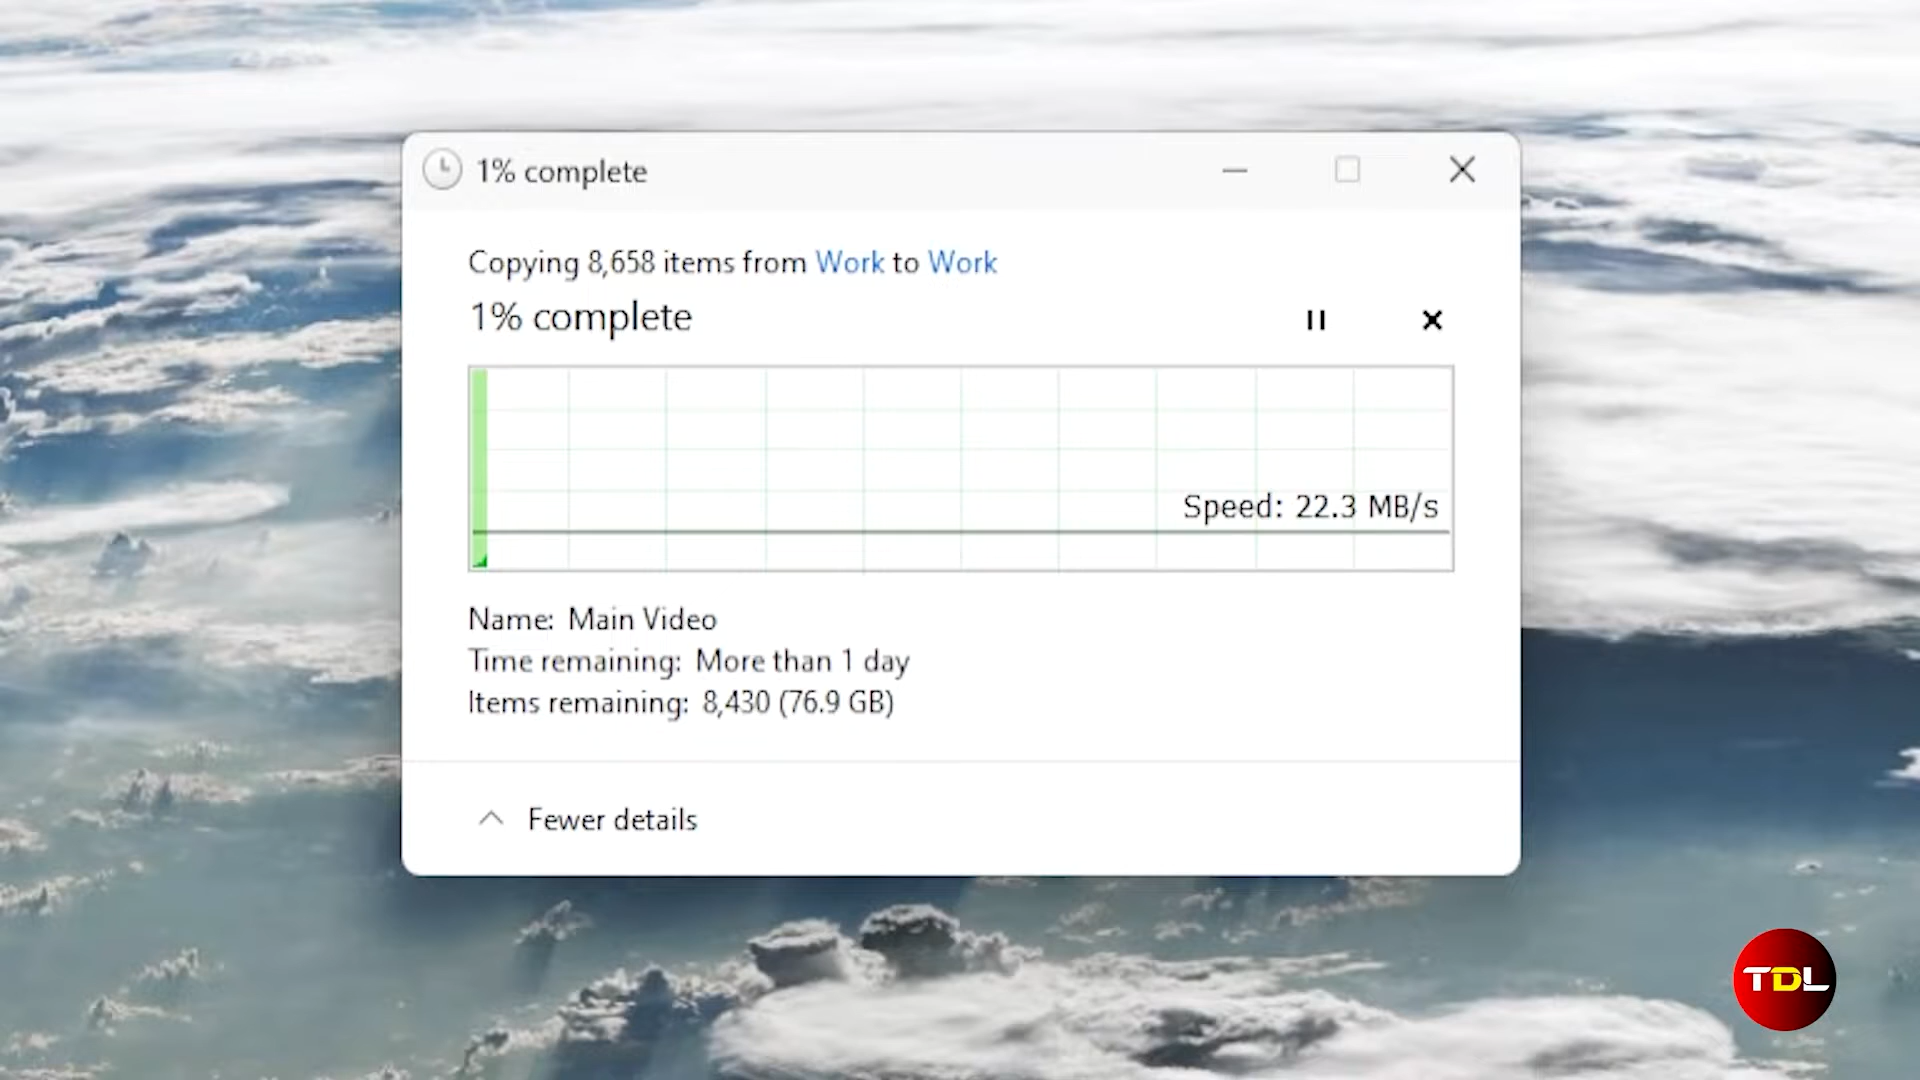 1% complete
Copying 8,658 items from Work to Work
1% complete
Speed: 22.3 MB/s
Name: Main Video
Time remaining: More than 1 day
Items remaining: 8,430 (76.9 GB)
Fewer details
TDL